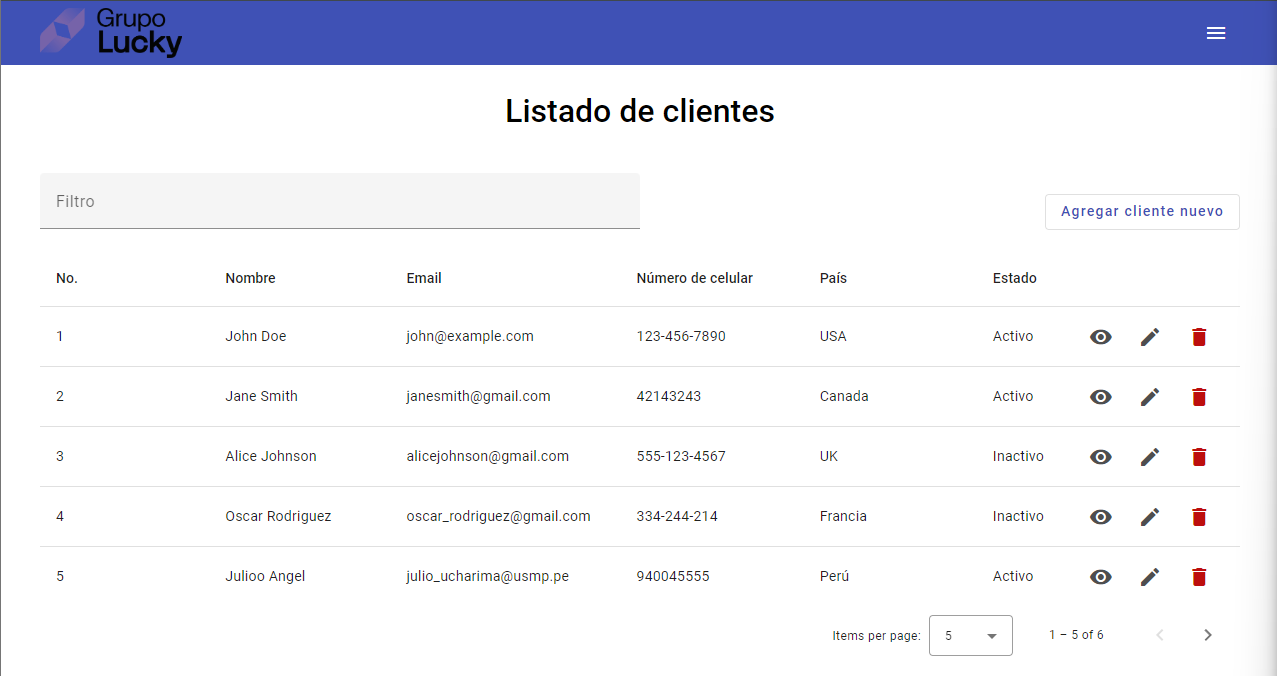 Grupo
Lucky
Listado de clientes
Filtro
Agregar cliente nuevo
No. Nombre Email Número de celular País Estado
1 John Doe john@example.com 123-456-7890 USA Activo
2 Jane Smith janesmith@gmail.com 42143243 Canada Activo
3 Alice Johnson alicejohnson@gmail.com 555-123-4567 UK Inactivo
4 Oscar Rodriguez oscar_rodriguez@gmail.com 334-244-214 Francia Inactivo
5 Julioo Angel julio_ucharima@usmp.pe 940045555 Perú Activo
Items per page: 5 1 – 5 of 6